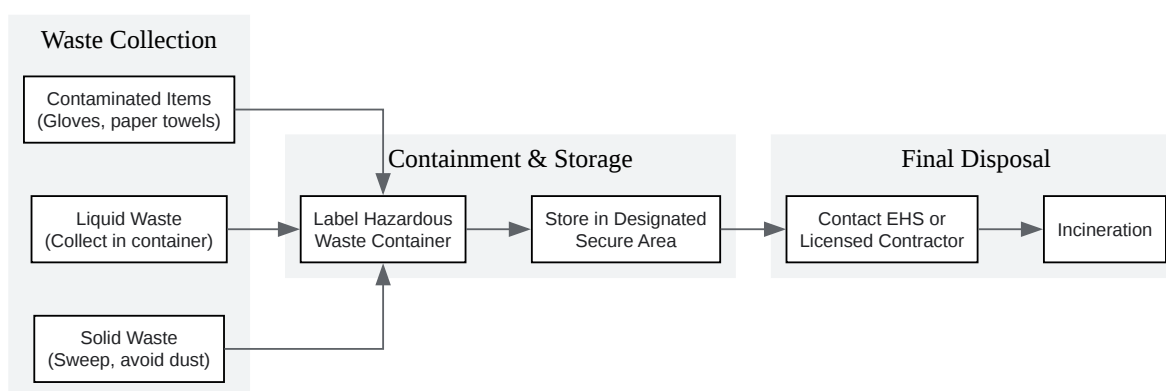 Waste Collection
Contaminated Items
(Gloves, paper towels)
Liquid Waste
(Collect in container)
Solid Waste
(Sweep, avoid dust)
Containment & Storage
Label Hazardous
Waste Container
Store in Designated
Secure Area
Final Disposal
Contact EHS or
Licensed Contractor
Incineration